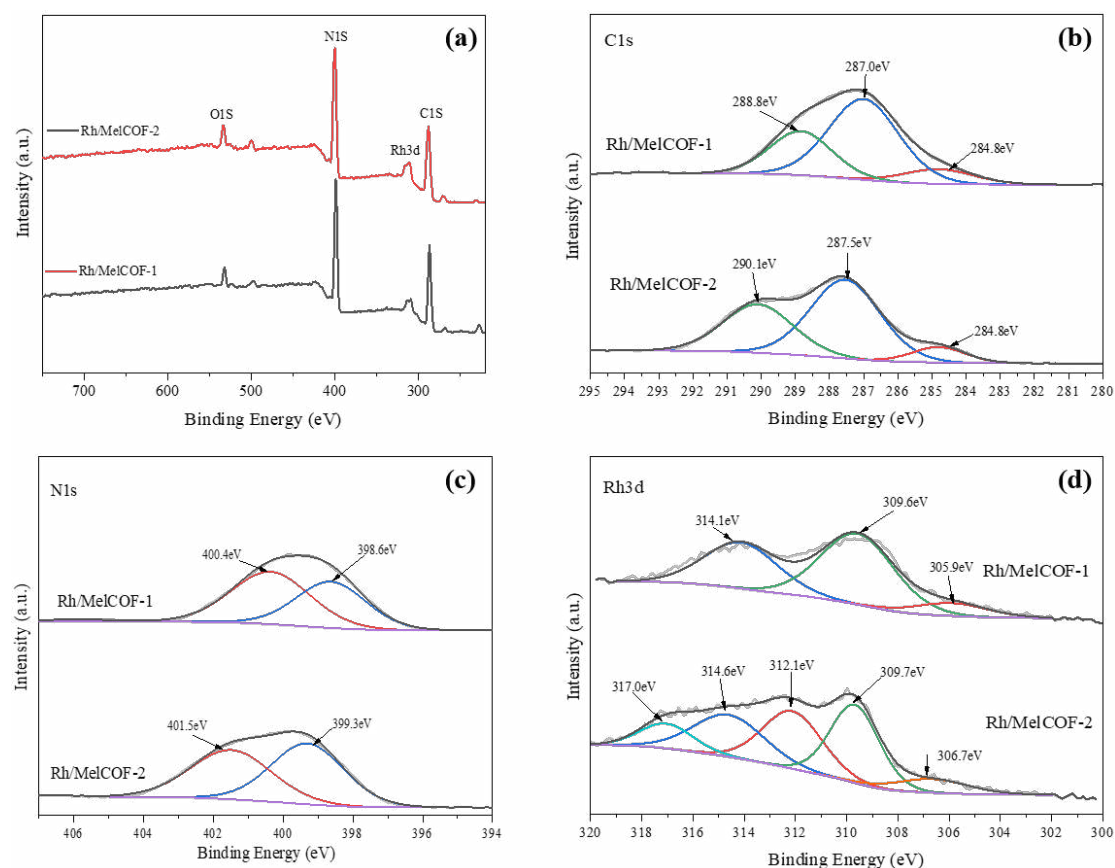 (a)
N1S
O1S
C1S
Rh/MelCOF-2
Rh3d
Rh/MelCOF-1
Intensity (a.u.)
700 600 500 400 300
Binding Energy (eV)
(b)
C1s
287.0eV
288.8eV
Rh/MelCOF-1
284.8eV
287.5eV
290.1eV
Rh/MelCOF-2
284.8eV
Intensity (a.u.)
295 294 293 292 291 290 289 288 287 286 285 284 283 282 281 280
Binding Energy (eV)
(c)
N1s
400.4eV
398.6eV
Rh/MelCOF-1
401.5eV
399.3eV
Rh/MelCOF-2
Intensity (a.u.)
406 404 402 400 398 396 394
Binding Energy (eV)
(d)
Rh3d
309.6eV
314.1eV
Rh/MelCOF-1
305.9eV
314.6eV
312.1eV
309.7eV
317.0eV
Rh/MelCOF-2
306.7eV
Intensity (a.u.)
320 318 316 314 312 310 308 306 304 302 300
Binding Energy (eV)